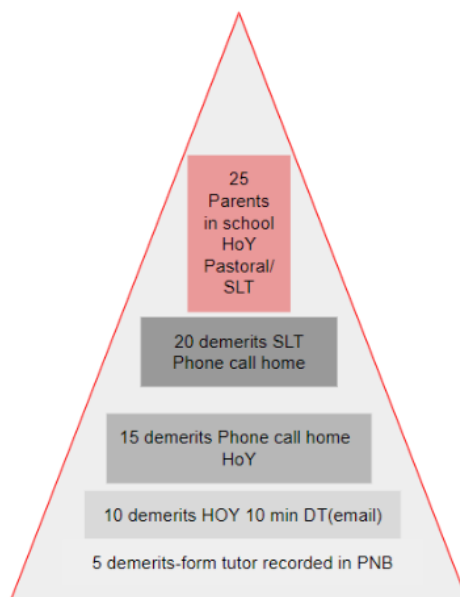 25
Parents
in school
HoY
Pastoral/
SLT
20 demerits SLT
Phone call home
15 demerits Phone call home
HoY
10 demerits HOY 10 min DT(email)
5 demerits-form tutor recorded in PNB